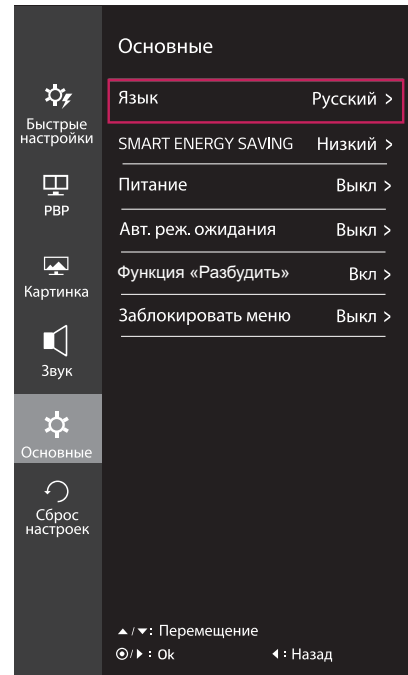 Основные
Быстрые
настройки
PBP
Картинка
Звук
Основные
Сброс
настроек
Язык Русский >
SMART ENERGY SAVING Низкий >
Питание Выкл >
Авт. реж. ожидания Выкл >
Функция «Разбудить» Вкл >
Заблокировать меню Выкл >
▲/▼: Перемещение
⦿/▶ : Ok ◀ : Назад